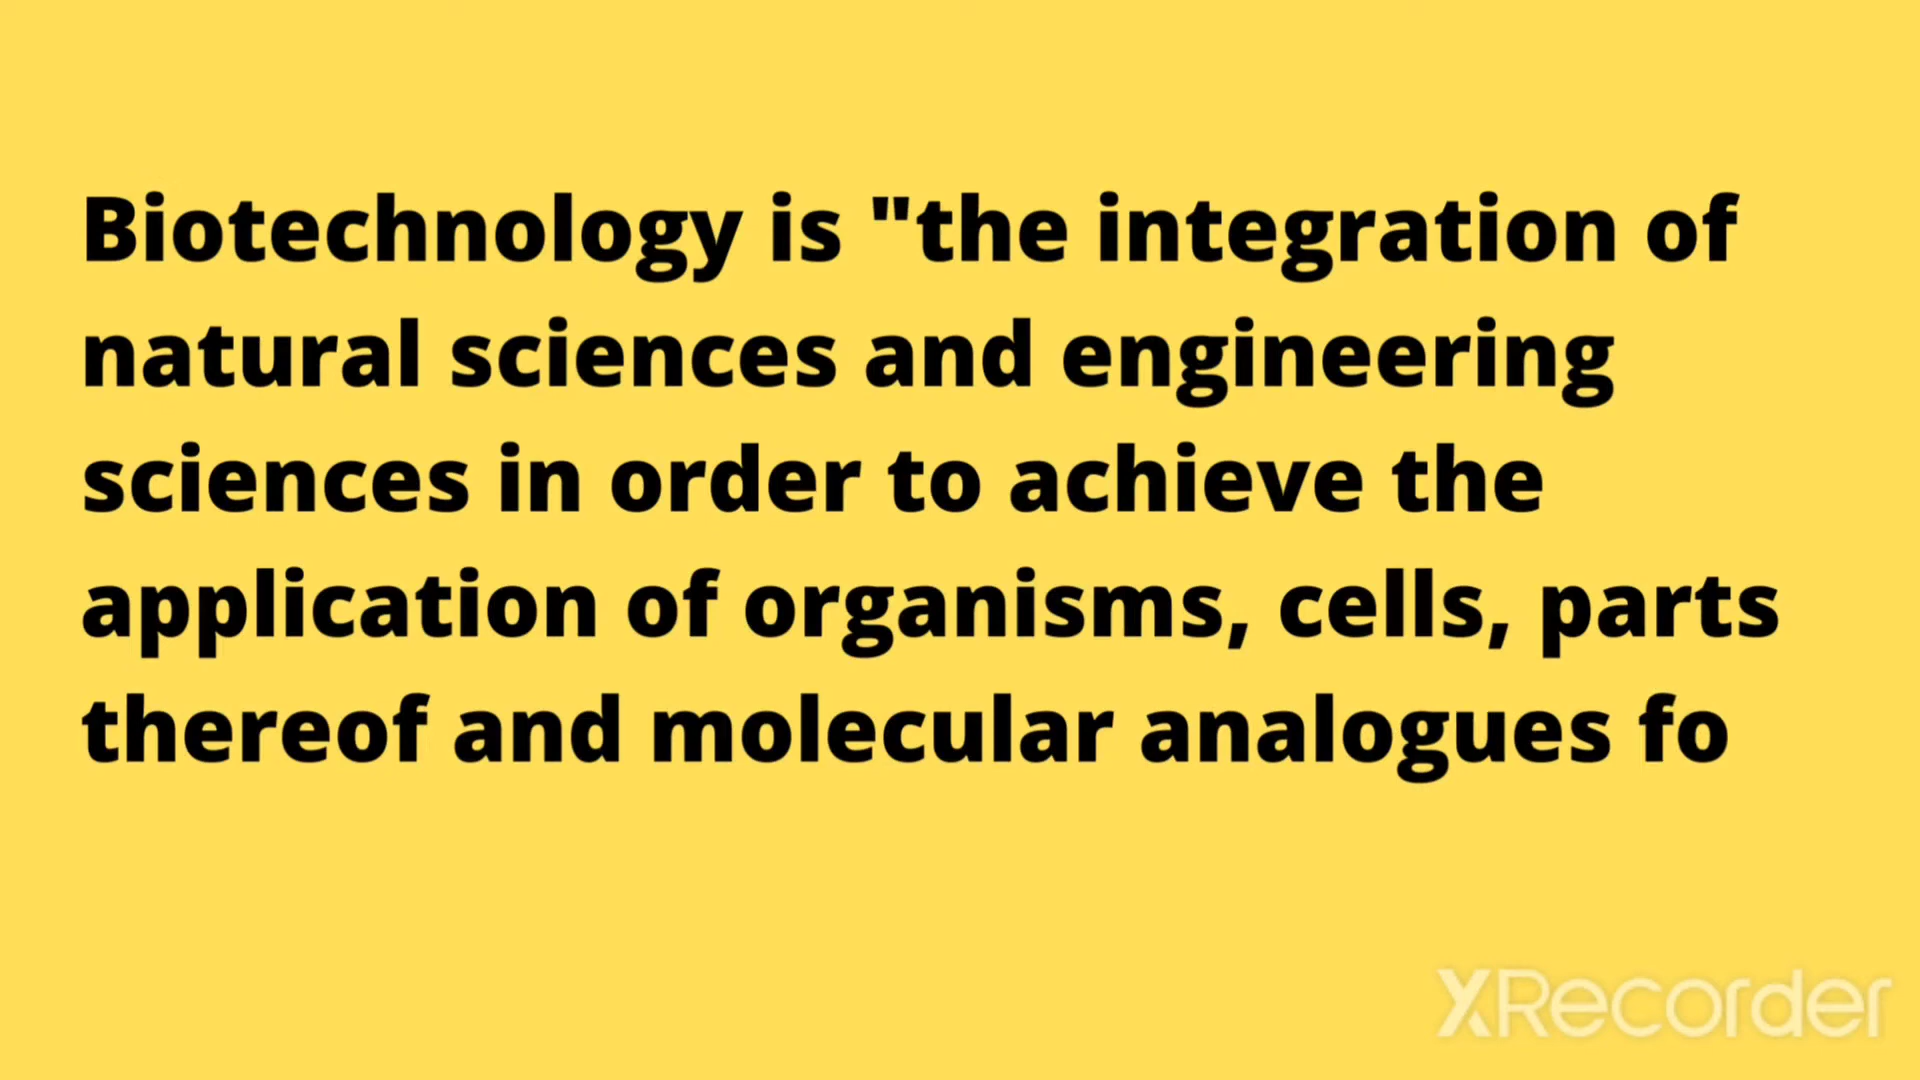 Biotechnology is "the integration of
natural sciences and engineering
sciences in order to achieve the
application of organisms, cells, parts
thereof and molecular analogues fo
XRecorder